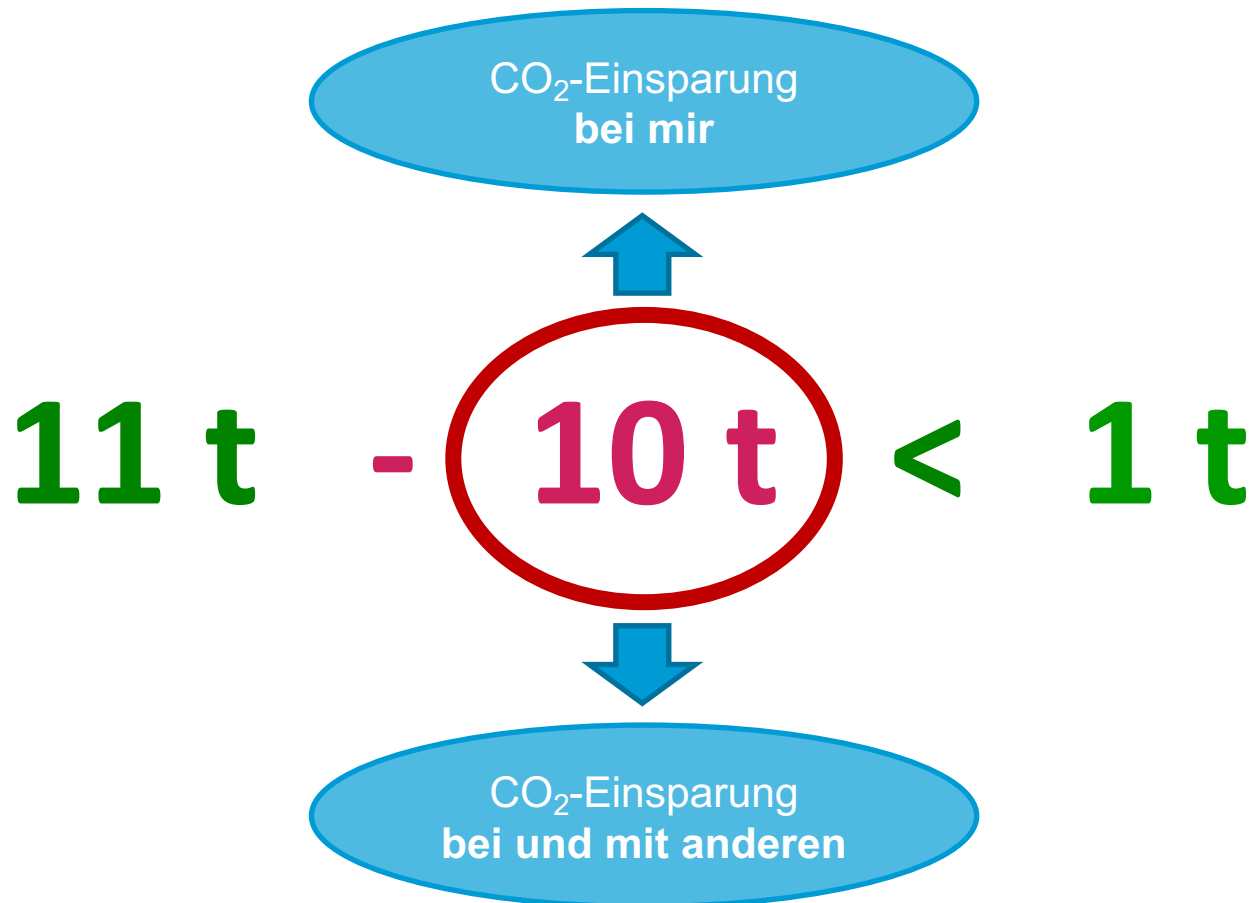 CO₂-Einsparung
bei mir
11 t - 10 t < 1 t
CO₂-Einsparung
bei und mit anderen